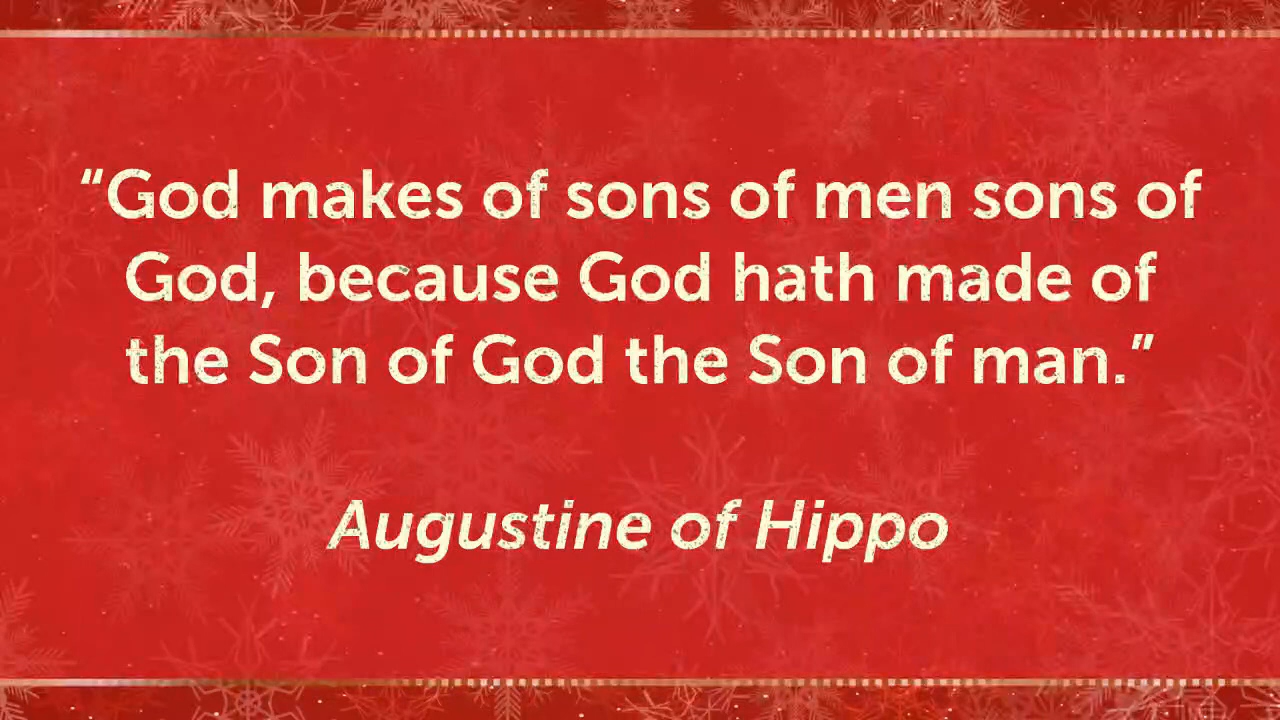 “God makes of sons of men sons of
God, because God hath made of
the Son of God the Son of man.”
Augustine of Hippo